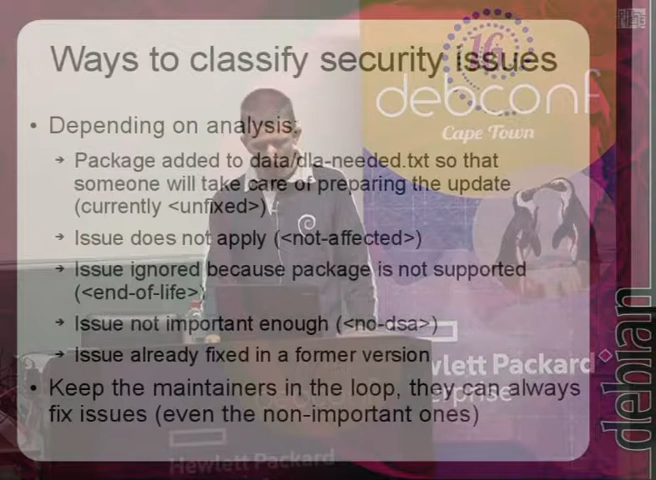 Ways to classify security issues
• Depending on analysis:
➔ Package added to data/dla-needed.txt so that
someone will take care of preparing the update
(currently <unfixed>)
➔ Issue does not apply (<not-affected>)
➔ Issue ignored because package is not supported
(<end-of-life>)
➔ Issue not important enough (<no-dsa>)
➔ Issue already fixed in a former version
• Keep the maintainers in the loop, they can always
fix issues (even the non-important ones)
16
debconf
Cape Town
Hewlett Packard
Enterprise
Hewlett Packard
debian